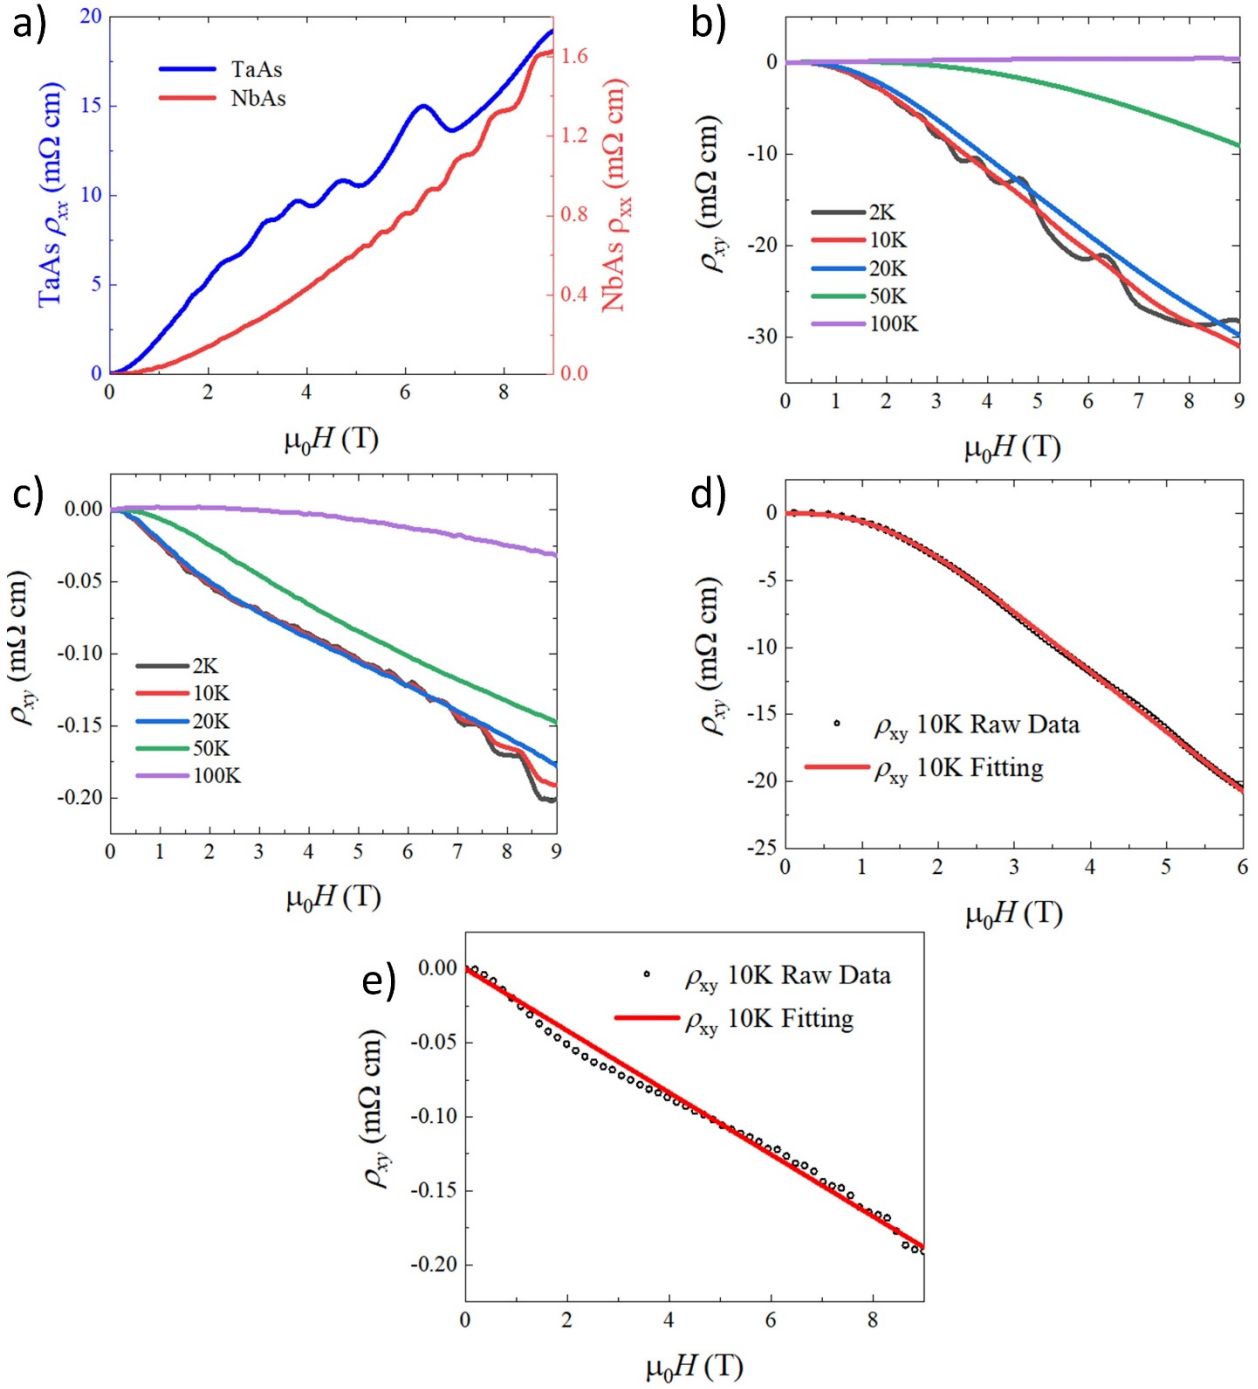 a)
20
15
10
5
0
TaAs ρxx (mΩ cm)
TaAs
NbAs
1.6
1.2
0.8
0.4
0.0
NbAs ρxx (mΩ cm)
0 2 4 6 8
μ0H (T)
b)
0
-10
-20
-30
ρxy (mΩ cm)
2K
10K
20K
50K
100K
0 1 2 3 4 5 6 7 8 9
μ0H (T)
c)
0.00
-0.05
-0.10
-0.15
-0.20
ρxy (mΩ cm)
2K
10K
20K
50K
100K
0 1 2 3 4 5 6 7 8 9
μ0H (T)
d)
0
-5
-10
-15
-20
-25
ρxy (mΩ cm)
ρxy 10K Raw Data
ρxy 10K Fitting
0 1 2 3 4 5 6
μ0H (T)
e)
0.00
-0.05
-0.10
-0.15
-0.20
ρxy (mΩ cm)
ρxy 10K Raw Data
ρxy 10K Fitting
0 2 4 6 8
μ0H (T)